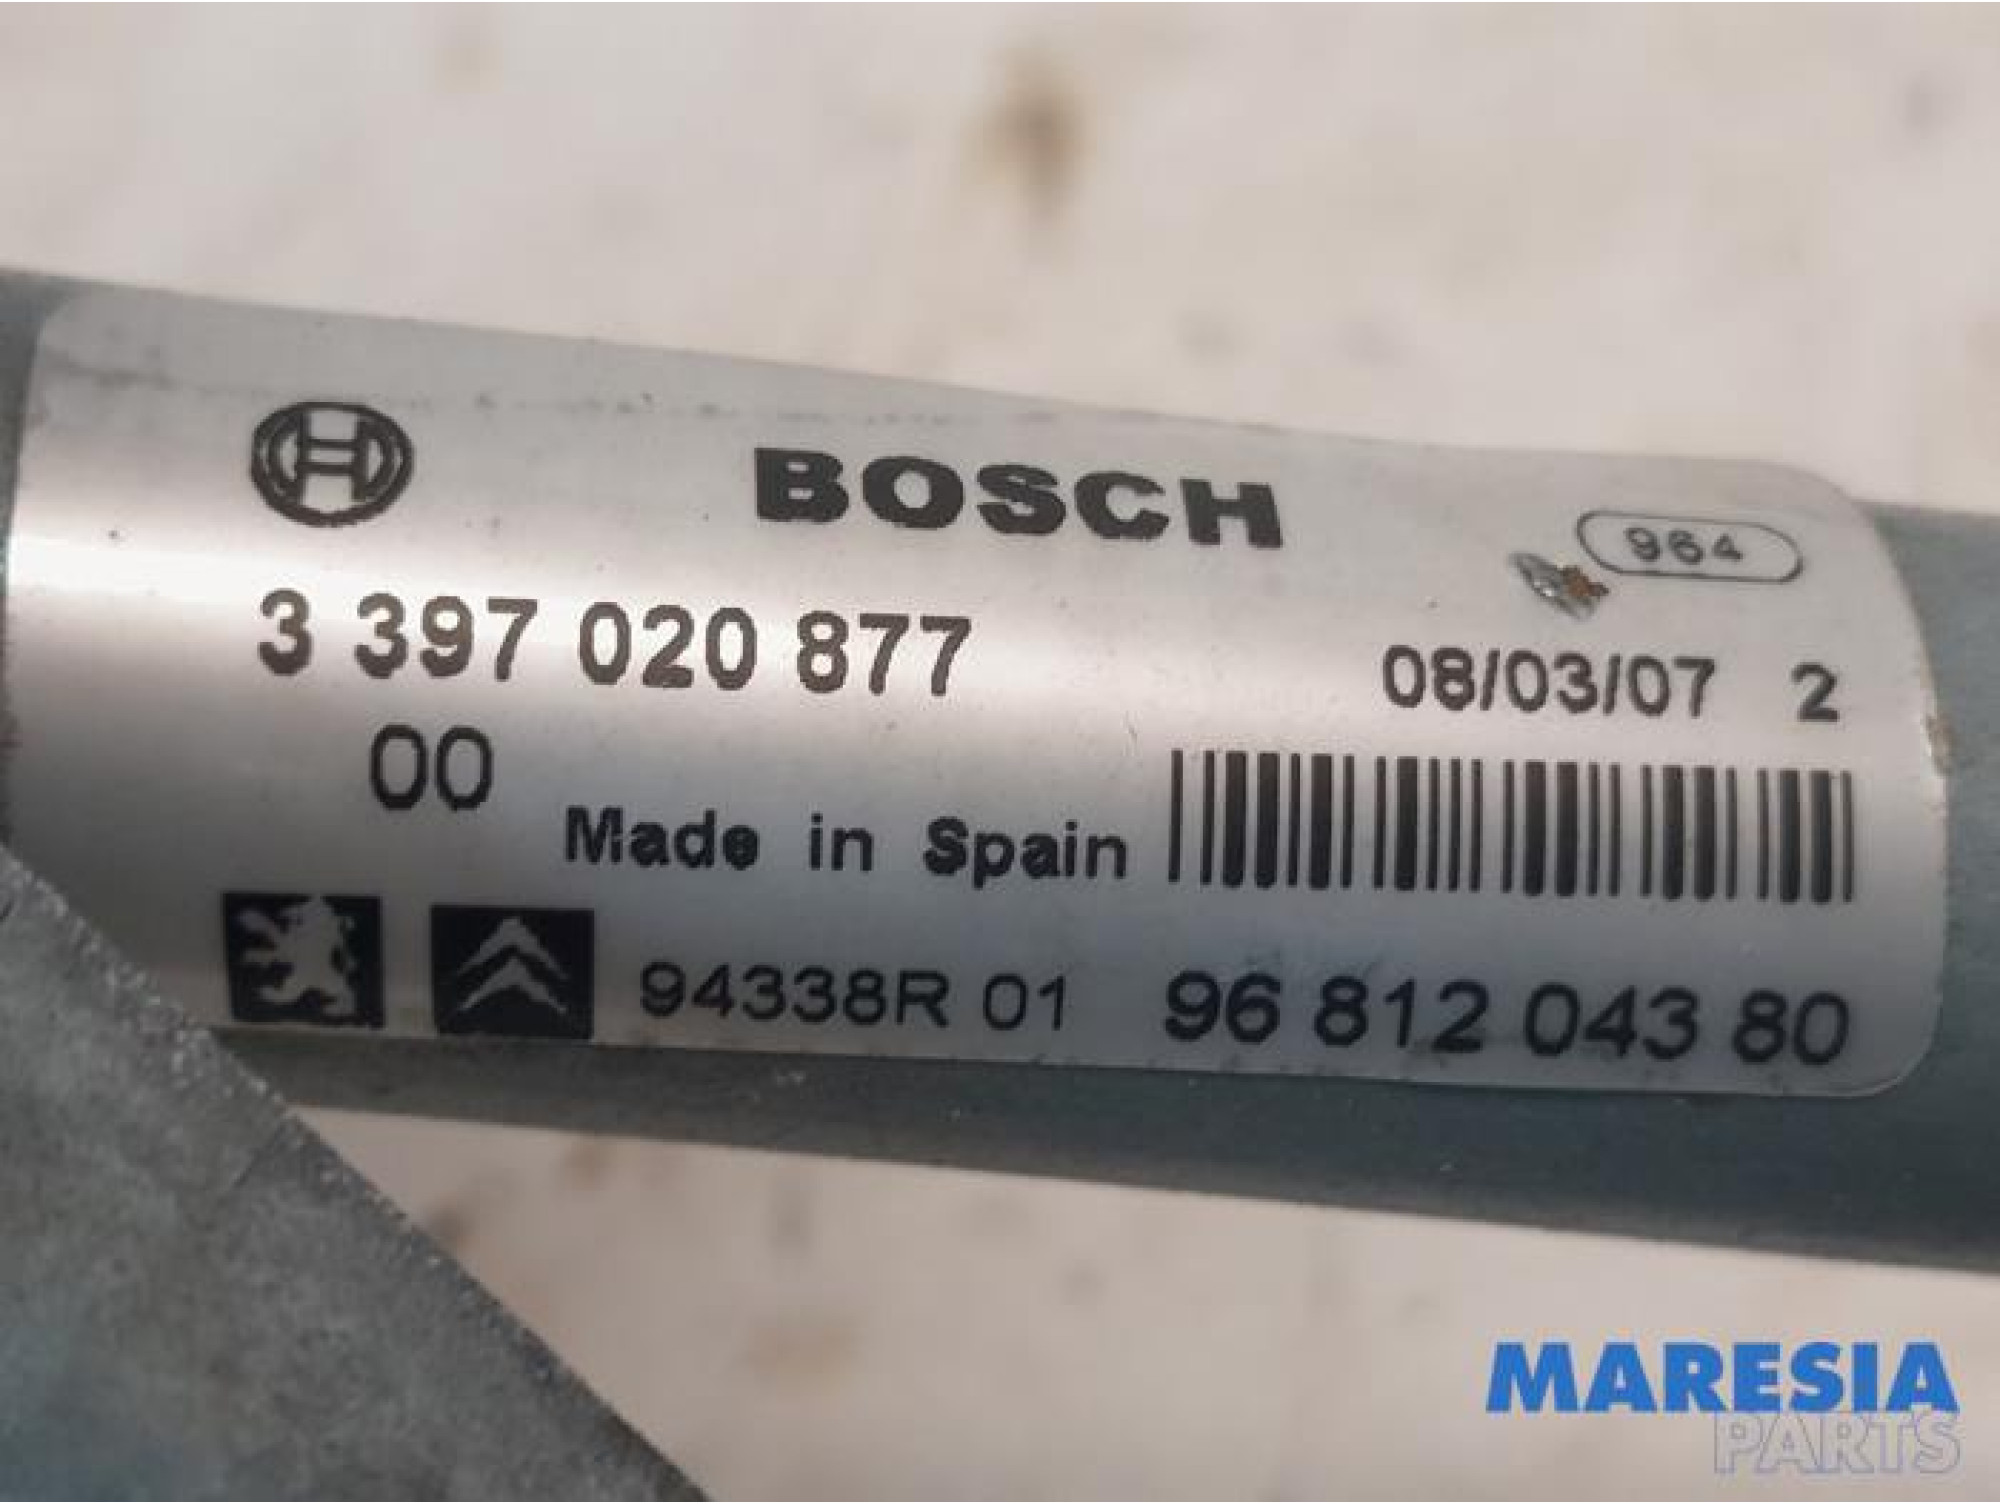 BOSCH
964
3 397 020 877
08/03/07 2
00
Made in Spain
94338R 01 96 812 043 80
MARESIA
PARTS